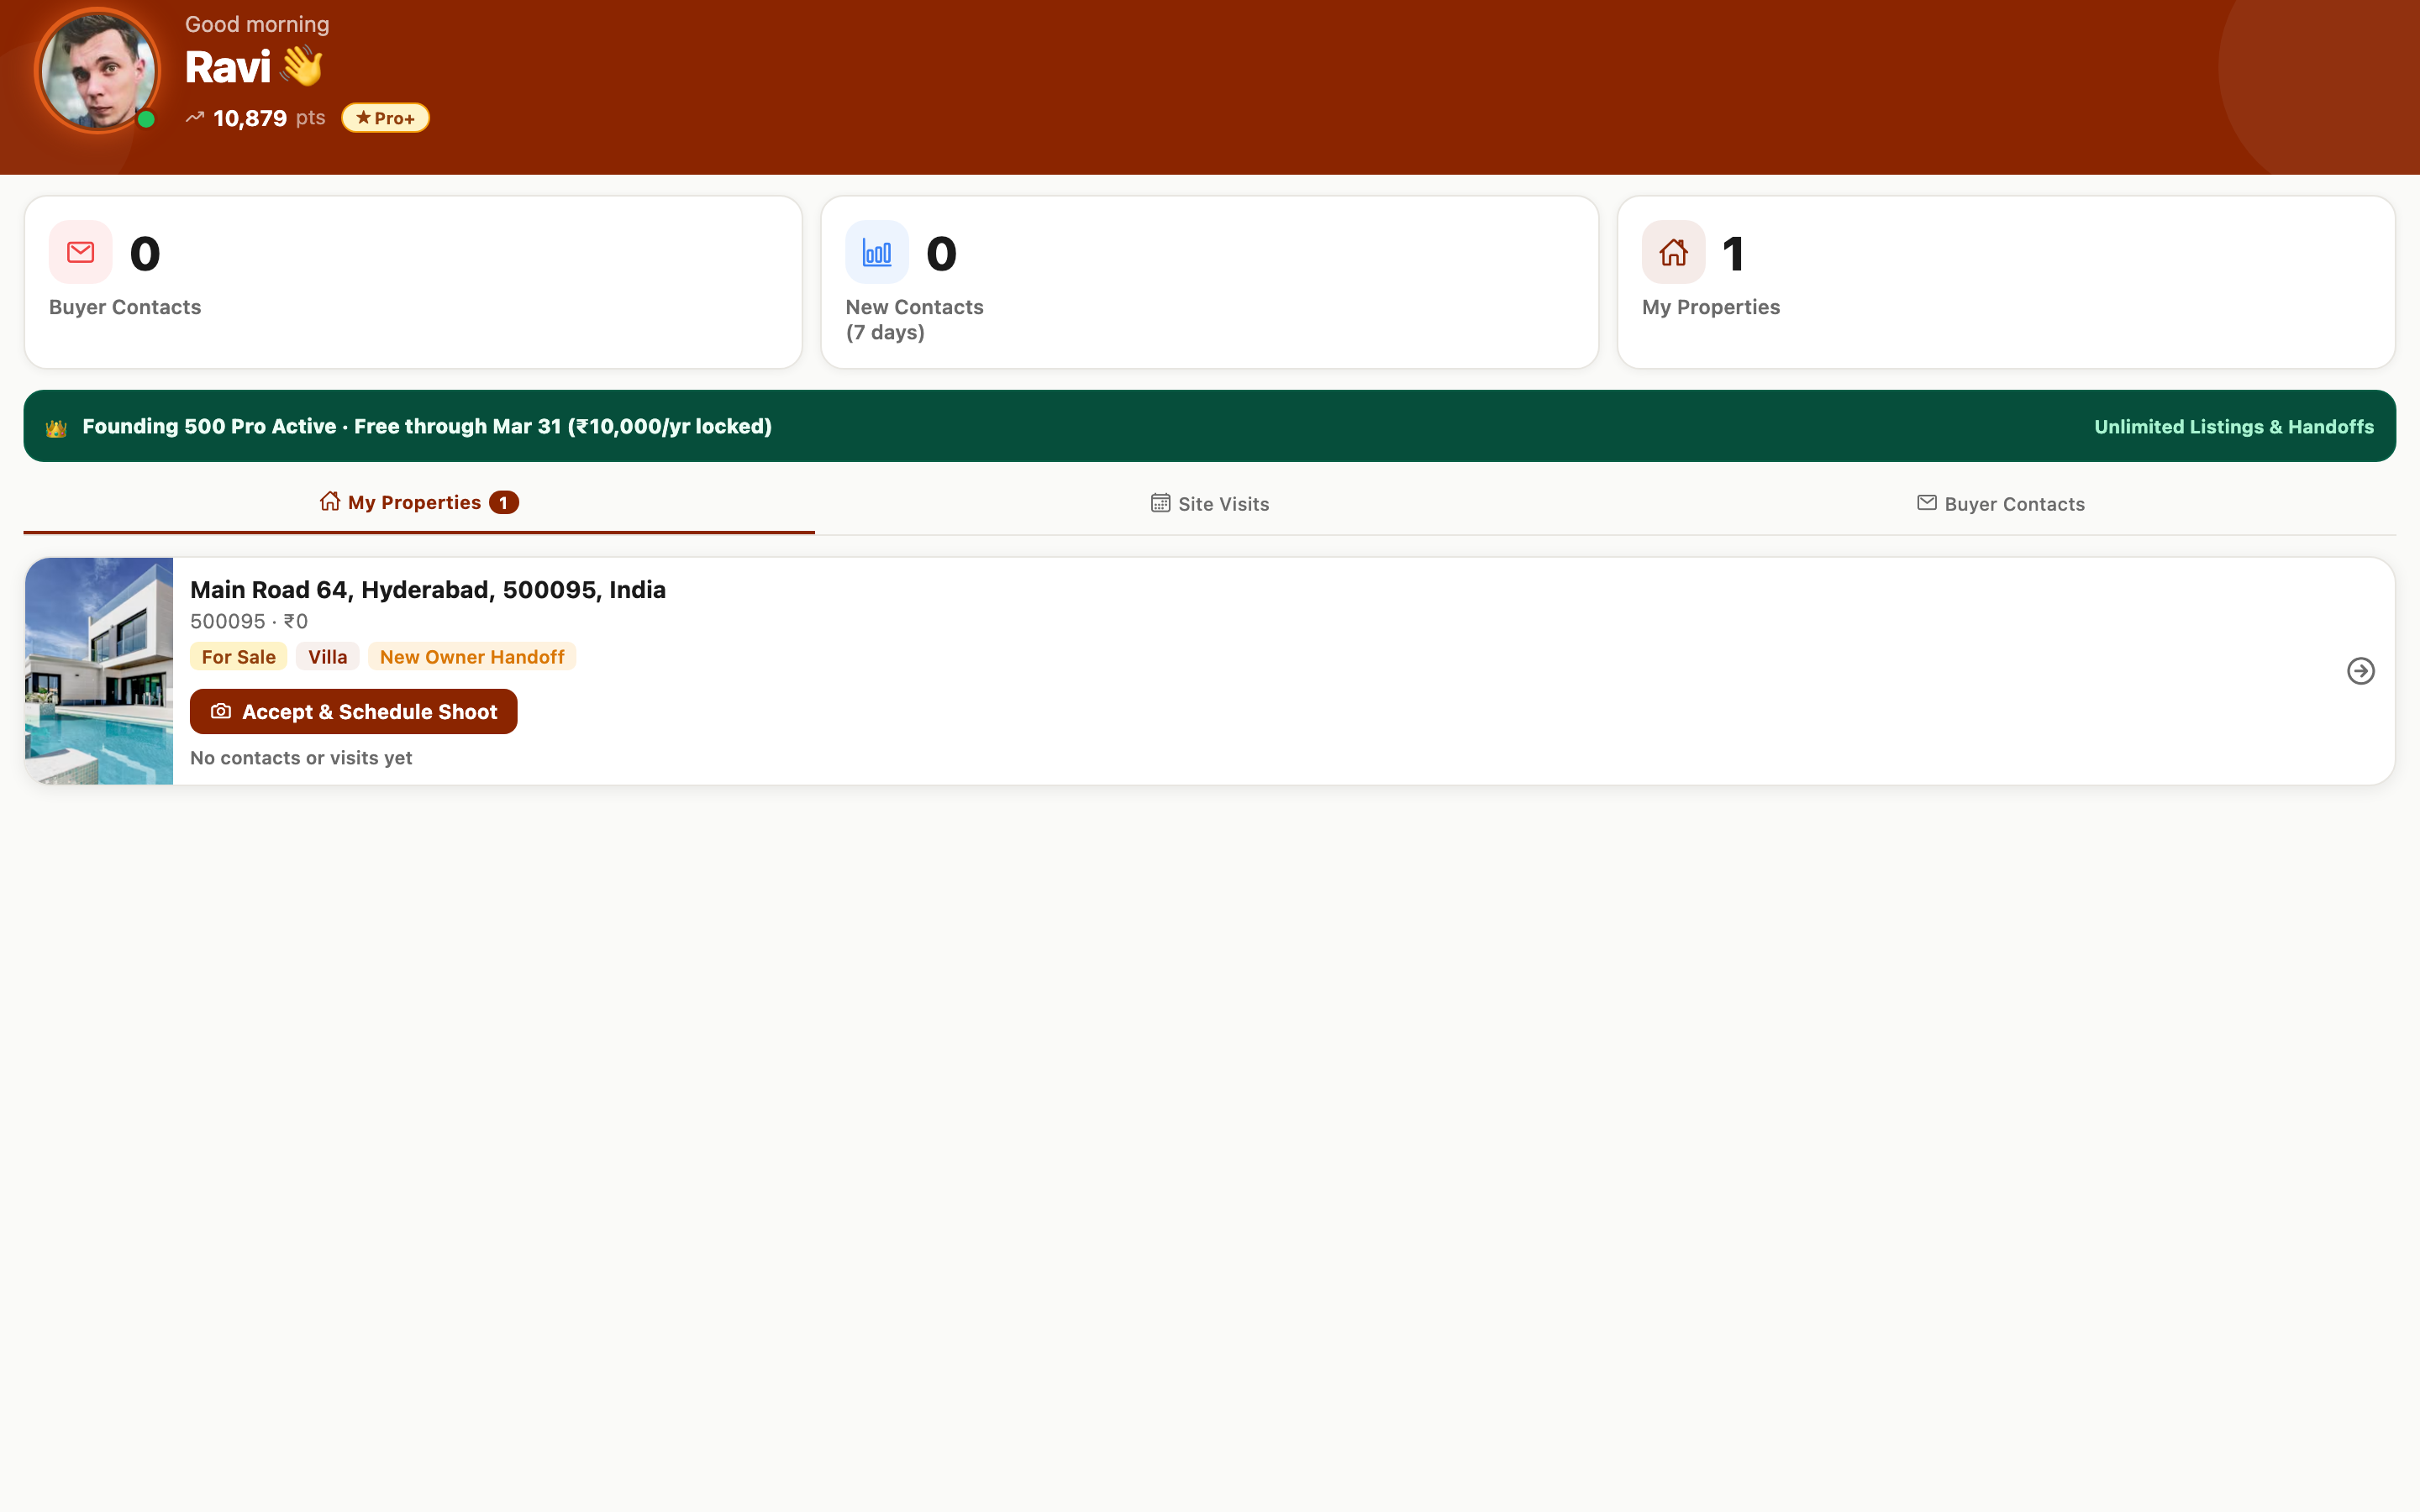 Good morning
Ravi 👋
10,879 pts ★ Pro+
0
Buyer Contacts
0
New Contacts
(7 days)
1
My Properties
👑 Founding 500 Pro Active · Free through Mar 31 (₹10,000/yr locked)
Unlimited Listings & Handoffs
My Properties 1
Site Visits
Buyer Contacts
Main Road 64, Hyderabad, 500095, India
500095 · ₹0
For Sale
Villa
New Owner Handoff
Accept & Schedule Shoot
No contacts or visits yet